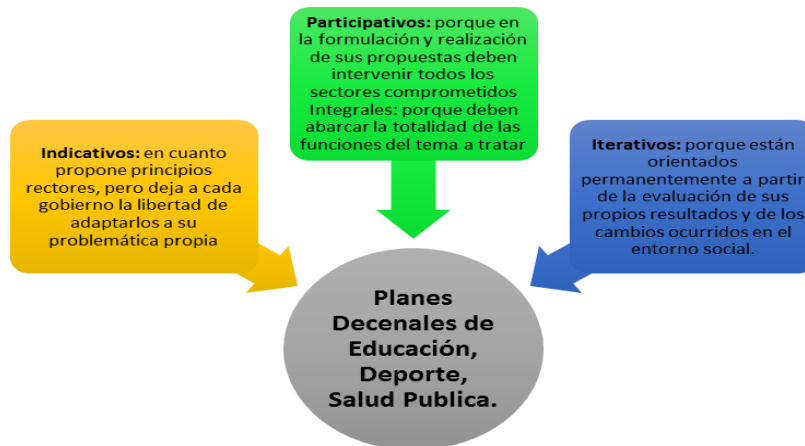 Participativos: porque en
la formulación y realización
de sus propuestas deben
intervenir todos los
sectores comprometidos
Integrales: porque deben
abarcar la totalidad de las
funciones del tema a tratar
Indicativos: en cuanto
propone principios
rectores, pero deja a cada
gobierno la libertad de
adaptarlos a su
problemática propia
Iterativos: porque están
orientados
permanentemente a partir
de la evaluación de sus
propios resultados y de los
cambios ocurridos en el
entorno social.
Planes
Decenales de
Educación,
Deporte,
Salud Publica.